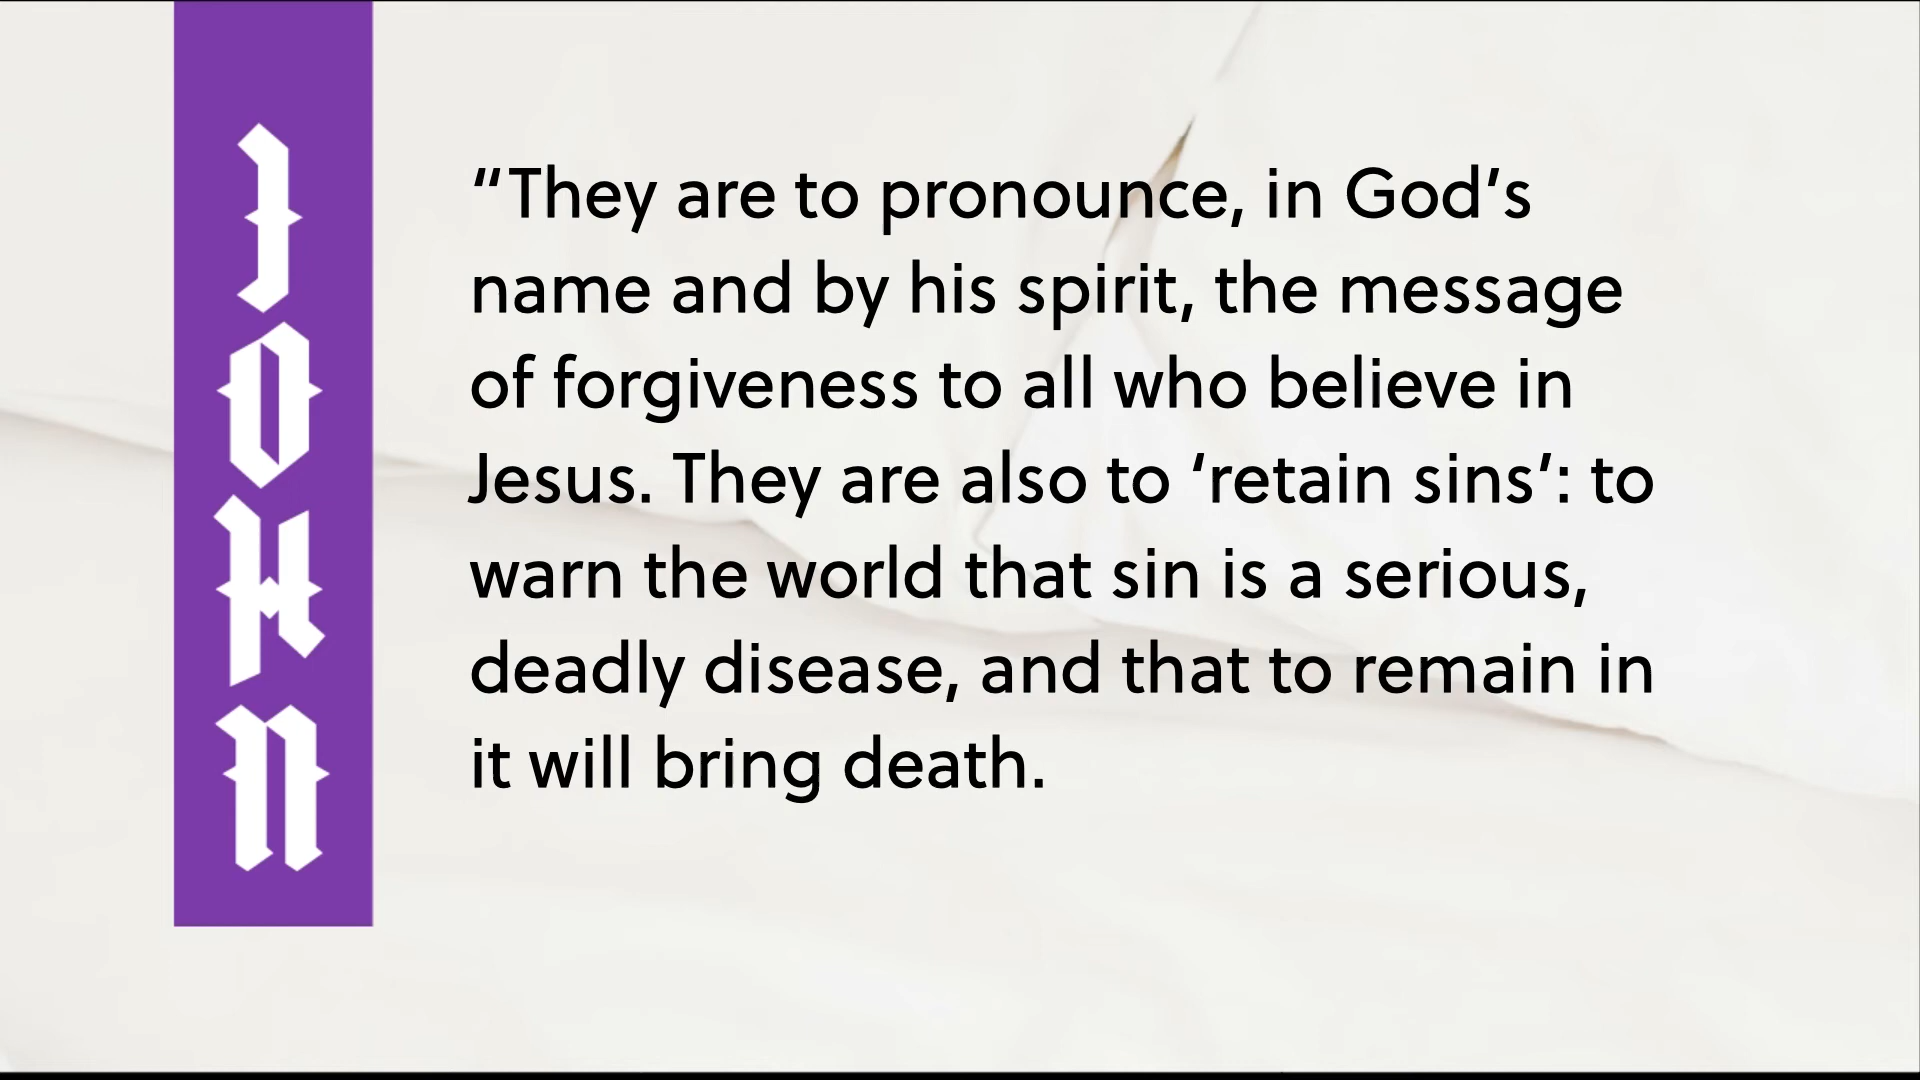 JOHN
“They are to pronounce, in God’s
name and by his spirit, the message
of forgiveness to all who believe in
Jesus. They are also to ‘retain sins’: to
warn the world that sin is a serious,
deadly disease, and that to remain in
it will bring death.